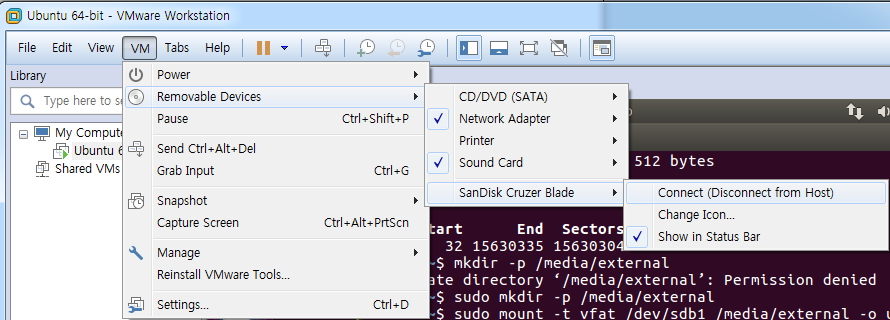 Ubuntu 64-bit - VMware Workstation
File Edit View VM Tabs Help
Library
Type here to se
My Compute
Ubuntu 6
Shared VMs
Power
Removable Devices
Pause Ctrl+Shift+P
Send Ctrl+Alt+Del
Grab Input Ctrl+G
Snapshot
Capture Screen Ctrl+Alt+PrtScn
Manage
Reinstall VMware Tools...
Settings... Ctrl+D
CD/DVD (SATA)
Network Adapter
Printer
Sound Card
SanDisk Cruzer Blade
Connect (Disconnect from Host)
Change Icon...
Show in Status Bar
512 bytes
tart End Sectors
32 15630335 15630304
~$ mkdir -p /media/external
ate directory ‘/media/external’: Permission denied
~$ sudo mkdir -p /media/external
~$ sudo mount -t vfat /dev/sdb1 /media/external -o u